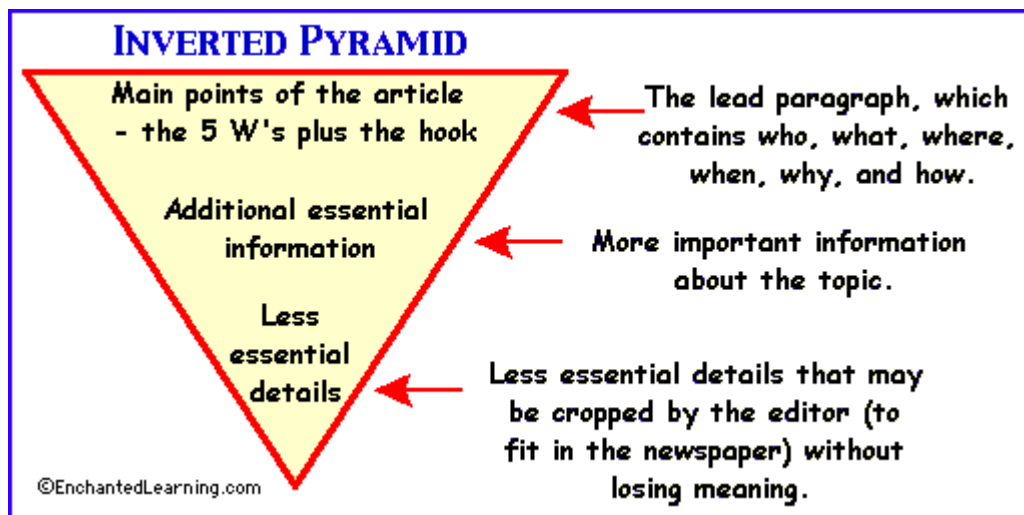 INVERTED PYRAMID
Main points of the article
- the 5 W's plus the hook
The lead paragraph, which
contains who, what, where,
when, why, and how.
Additional essential
information
More important information
about the topic.
Less
essential
details
Less essential details that may
be cropped by the editor (to
fit in the newspaper) without
losing meaning.
©EnchantedLearning.com